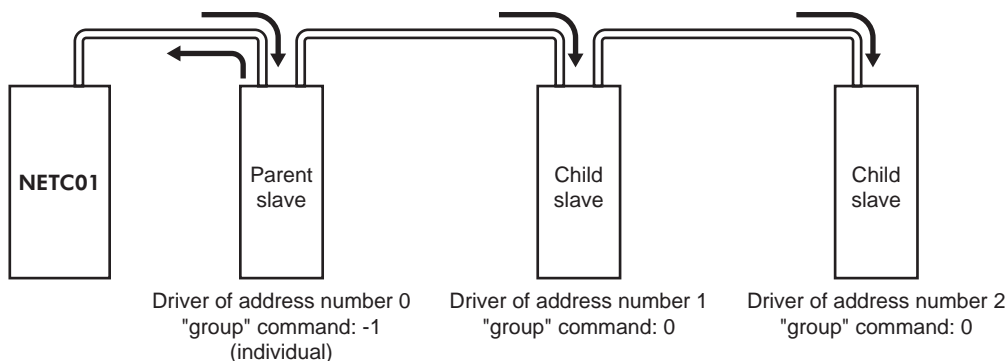 NETC01
Parent
slave
Child
slave
Child
slave
Driver of address number 0
"group" command: -1
(individual)
Driver of address number 1
"group" command: 0
Driver of address number 2
"group" command: 0